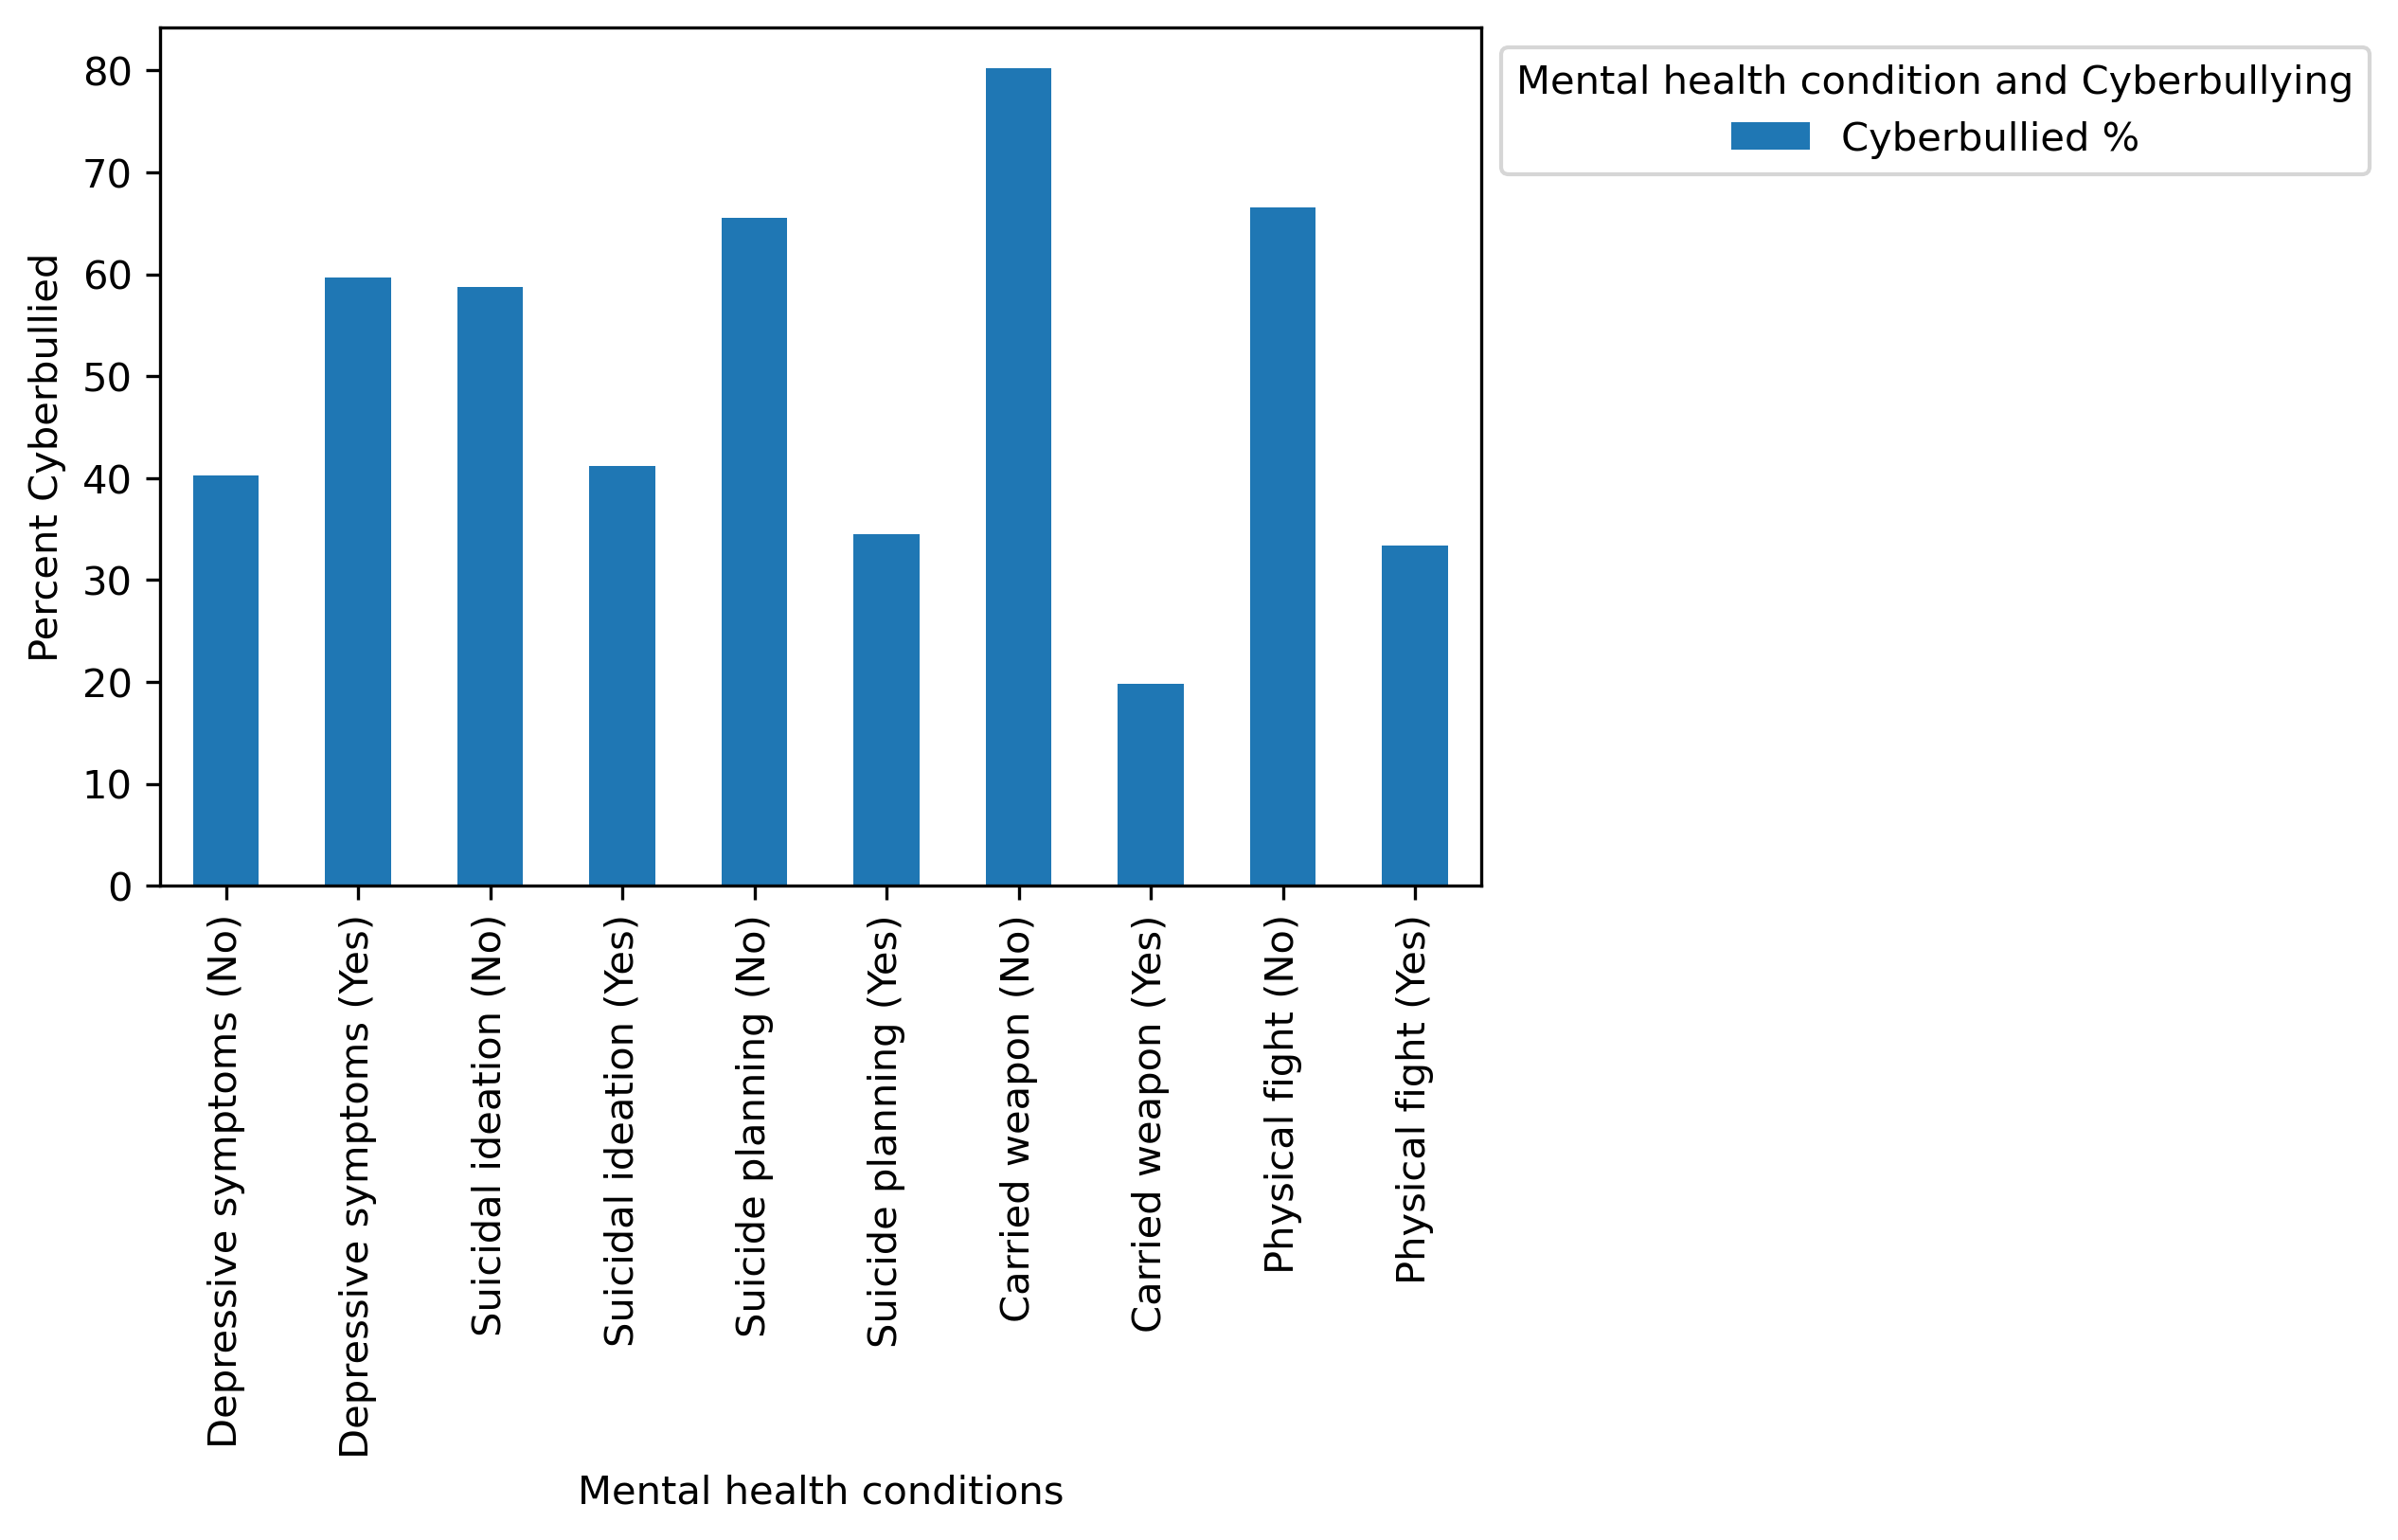 Percent Cyberbullied
80
70
60
50
40
30
20
10
0
Mental health condition and Cyberbullying
Cyberbullied %
Depressive symptoms (No)
Depressive symptoms (Yes)
Suicidal ideation (No)
Suicidal ideation (Yes)
Suicide planning (No)
Suicide planning (Yes)
Carried weapon (No)
Carried weapon (Yes)
Physical fight (No)
Physical fight (Yes)
Mental health conditions